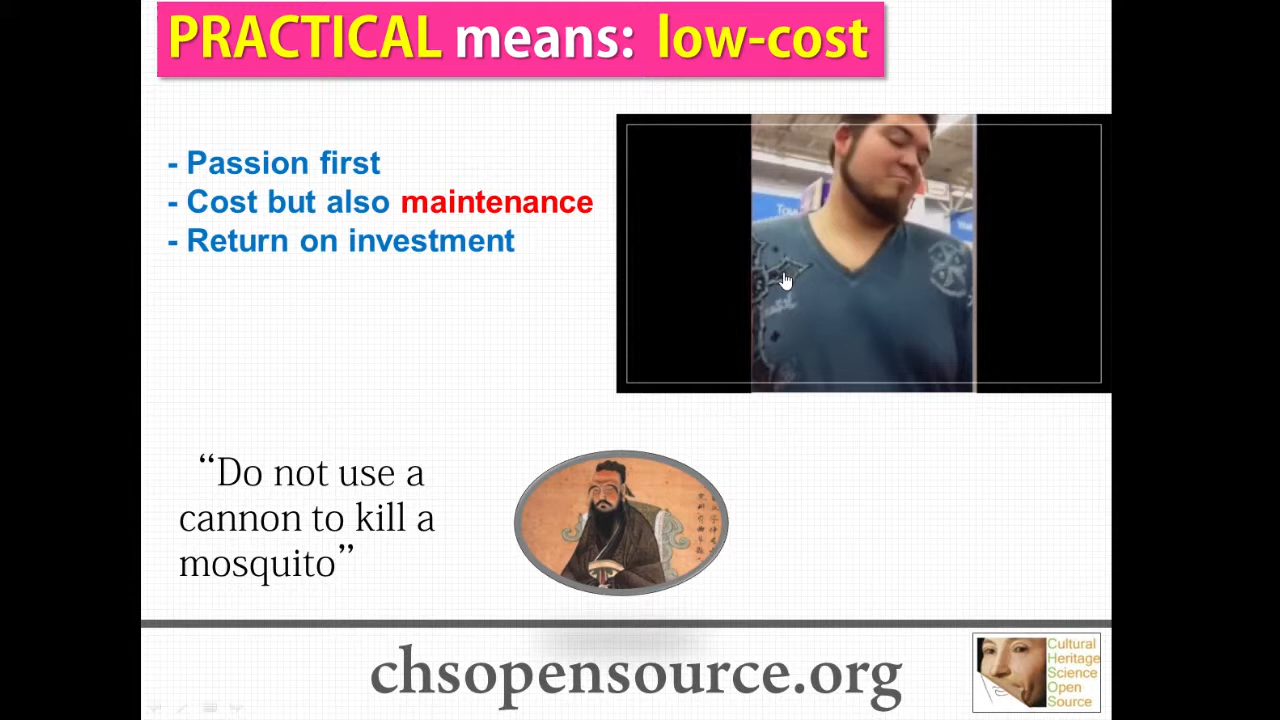 PRACTICAL means: low-cost
- Passion first
- Cost but also maintenance
- Return on investment
“Do not use a
cannon to kill a
mosquito”
chsopensource.org
Cultural
Heritage
Science
Open
Source